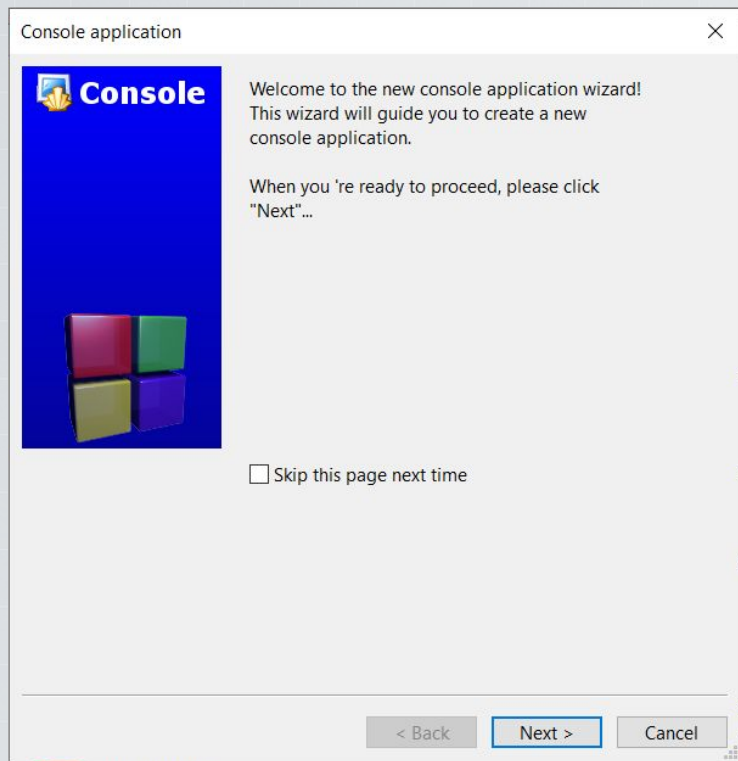 Console application
Console
Welcome to the new console application wizard!
This wizard will guide you to create a new
console application.
When you 're ready to proceed, please click
"Next"...
Skip this page next time
< Back
Next >
Cancel